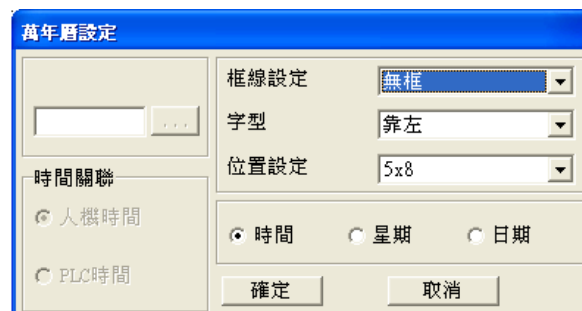 萬年曆設定
框線設定 無框
...
字型 靠左
位置設定 5x8
時間關聯
人機時間
時間 星期 日期
PLC時間
確定 取消